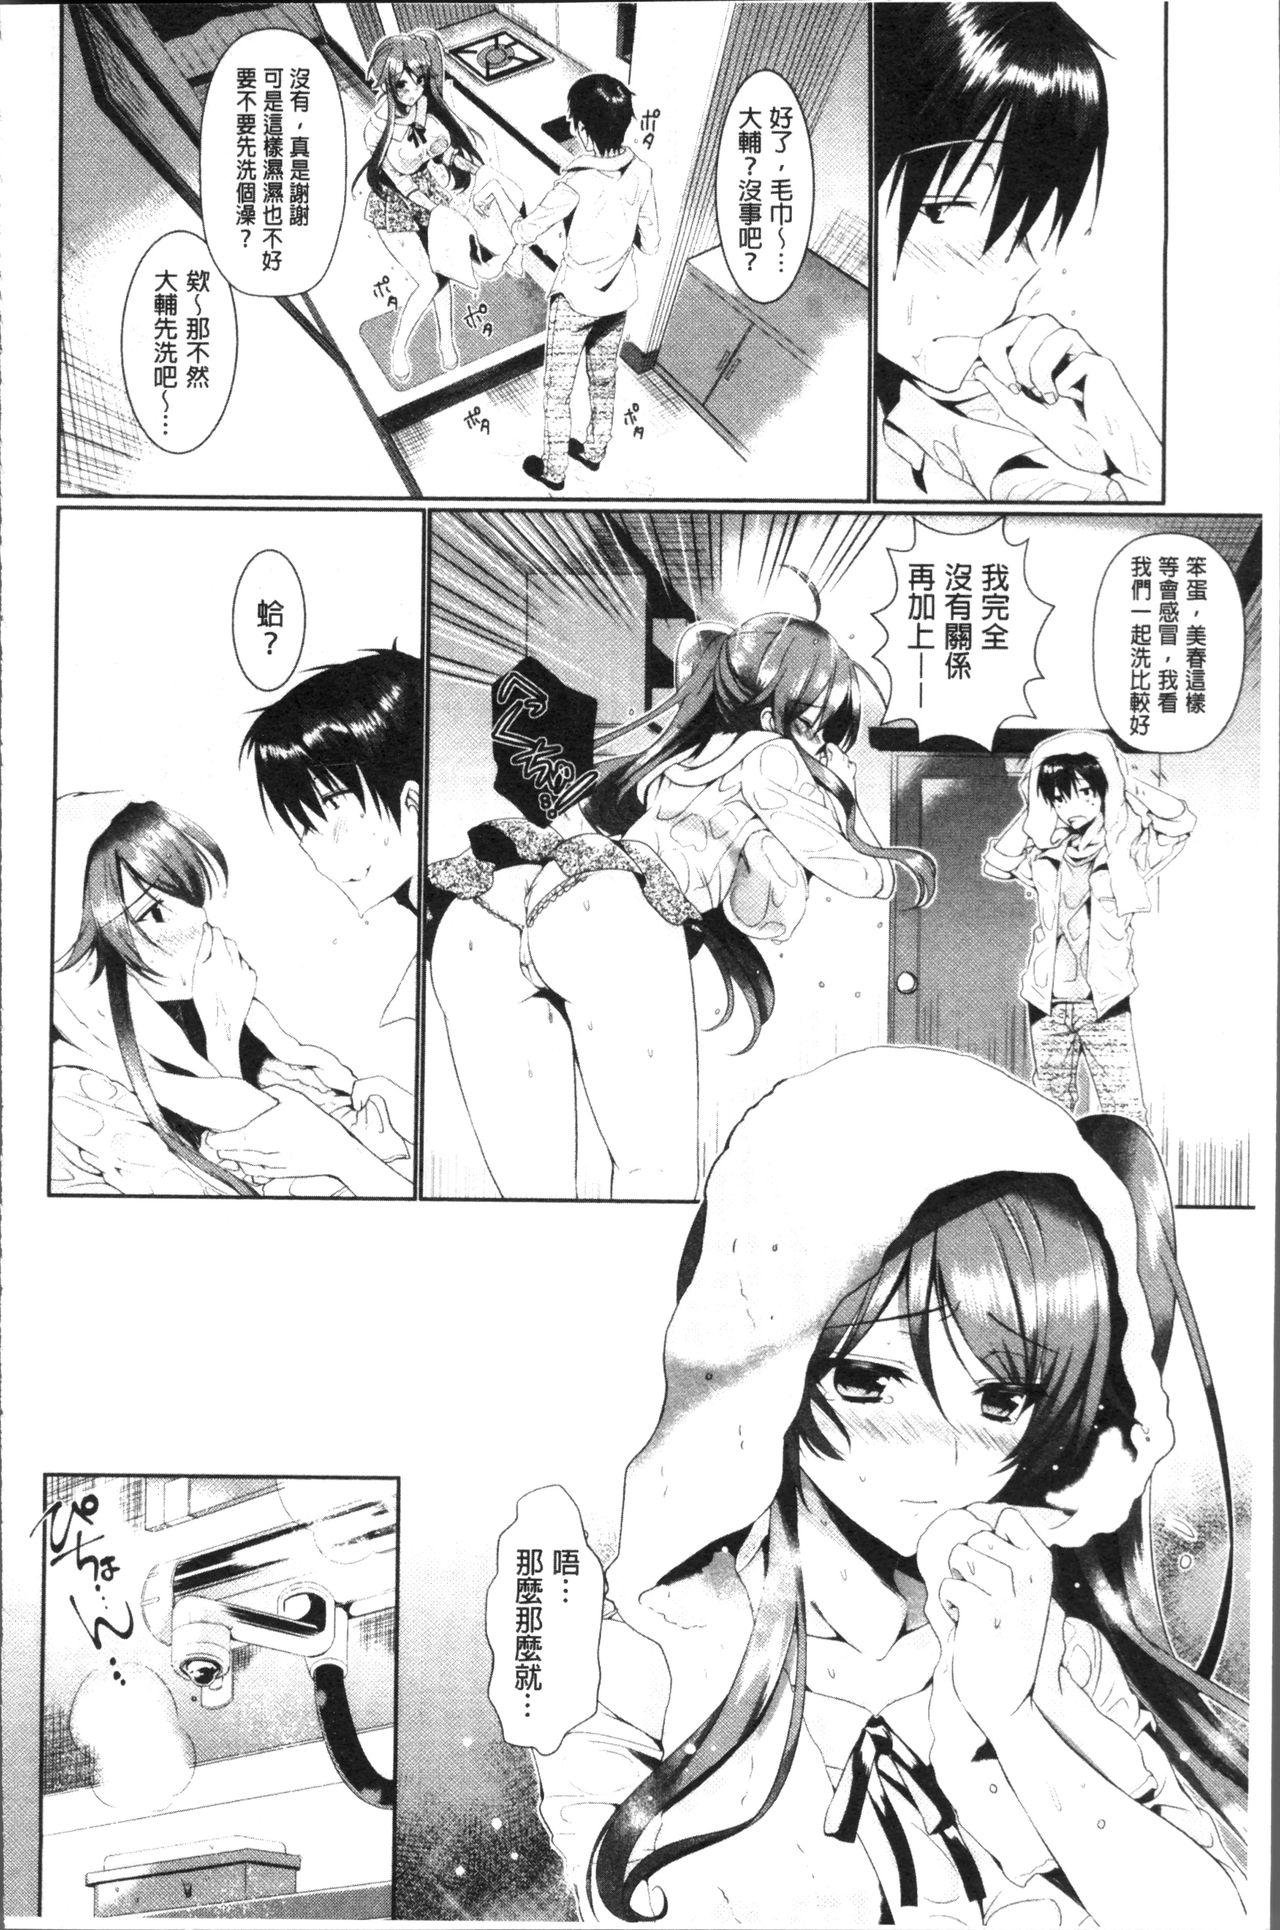 好了，毛巾～…
大輔？沒事吧？
ポタ
沒有，真是謝謝
可是這樣濕濕也不好
要不要先洗個澡？
欸～那不然
大輔先洗吧～…
ポタ
ポタ
ポタ
ポタ
笨蛋，美春這樣
等會感冒，我看
我們一起洗比較好
我完全
沒有關係
再加上——
へっ
くちゅ
蛤？
唔…
那麼那麼就…
ぴちょ…ん…